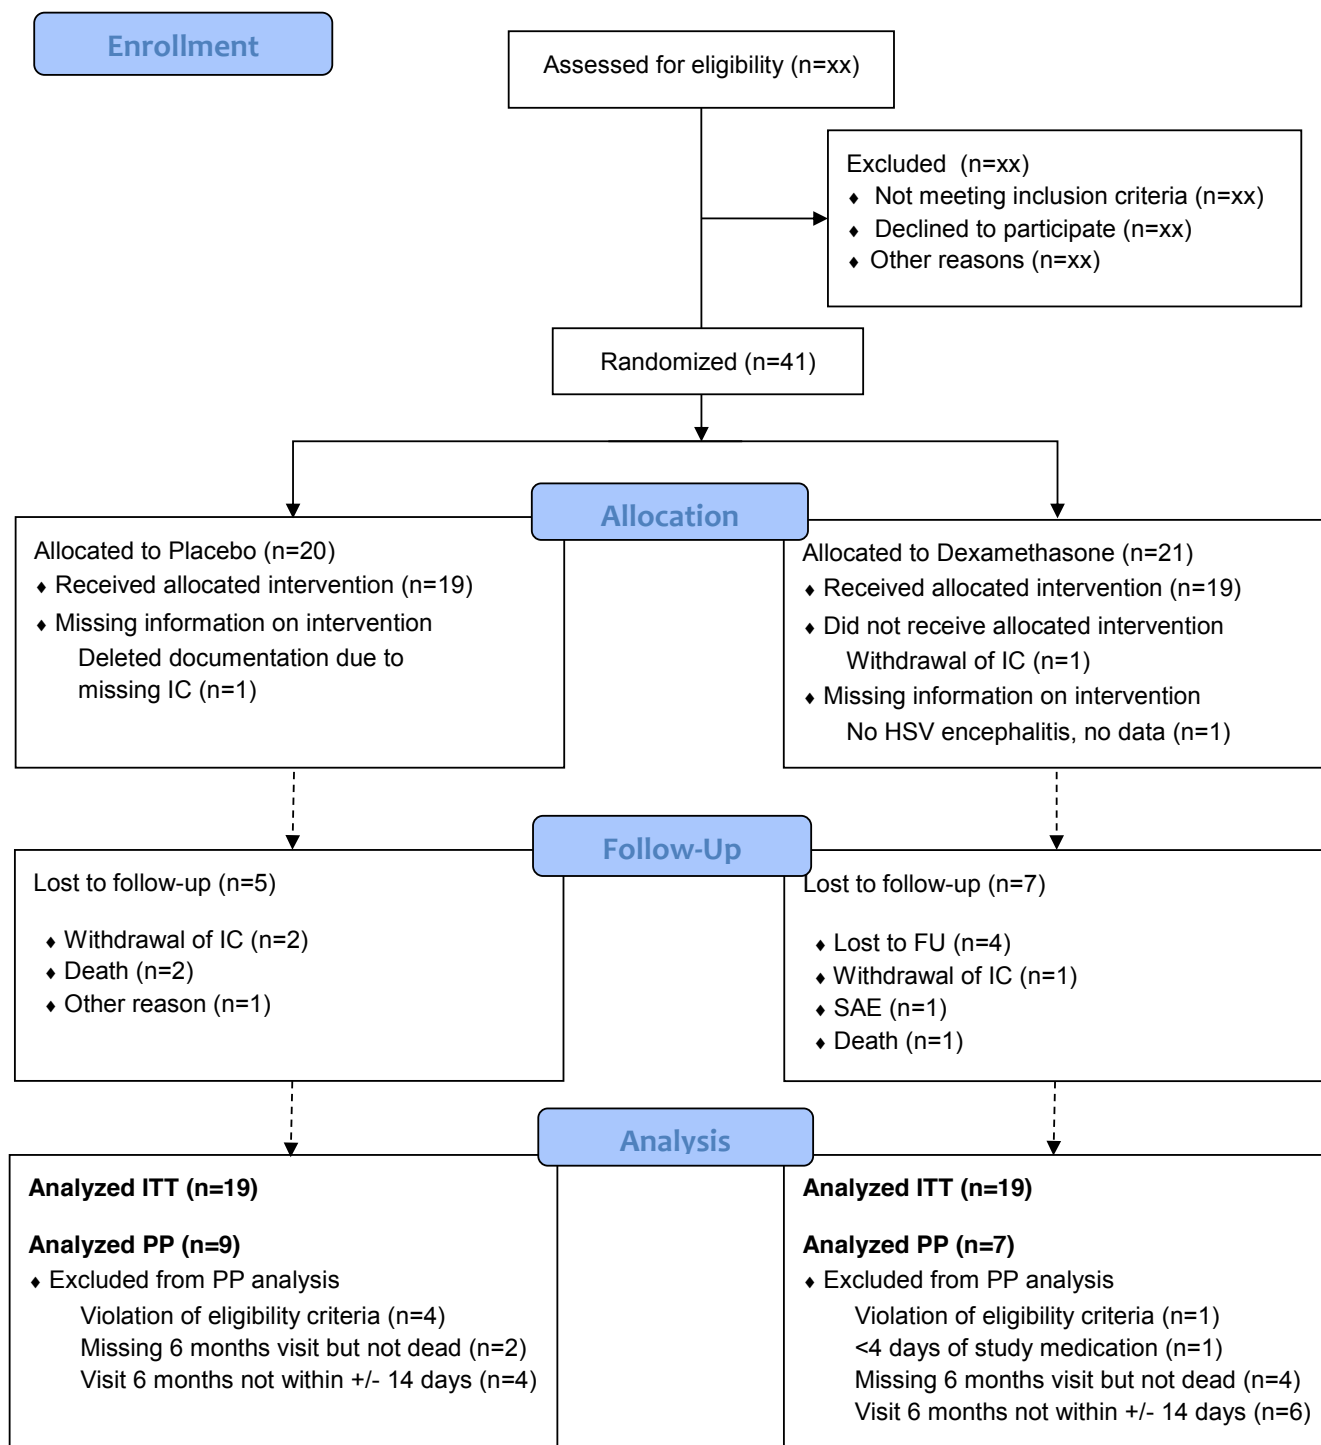 Enrollment
Assessed for eligibility (n=xx)
Excluded (n=xx)
♦ Not meeting inclusion criteria (n=xx)
♦ Declined to participate (n=xx)
♦ Other reasons (n=xx)
Randomized (n=41)
Allocation
Allocated to Placebo (n=20)
♦ Received allocated intervention (n=19)
♦ Missing information on intervention
Deleted documentation due to
missing IC (n=1)
Allocated to Dexamethasone (n=21)
♦ Received allocated intervention (n=19)
♦ Did not receive allocated intervention
Withdrawal of IC (n=1)
♦ Missing information on intervention
No HSV encephalitis, no data (n=1)
Follow-Up
Lost to follow-up (n=5)
♦ Withdrawal of IC (n=2)
♦ Death (n=2)
♦ Other reason (n=1)
Lost to follow-up (n=7)
♦ Lost to FU (n=4)
♦ Withdrawal of IC (n=1)
♦ SAE (n=1)
♦ Death (n=1)
Analysis
Analyzed ITT (n=19)
Analyzed PP (n=9)
♦ Excluded from PP analysis
Violation of eligibility criteria (n=4)
Missing 6 months visit but not dead (n=2)
Visit 6 months not within +/- 14 days (n=4)
Analyzed ITT (n=19)
Analyzed PP (n=7)
♦ Excluded from PP analysis
Violation of eligibility criteria (n=1)
<4 days of study medication (n=1)
Missing 6 months visit but not dead (n=4)
Visit 6 months not within +/- 14 days (n=6)